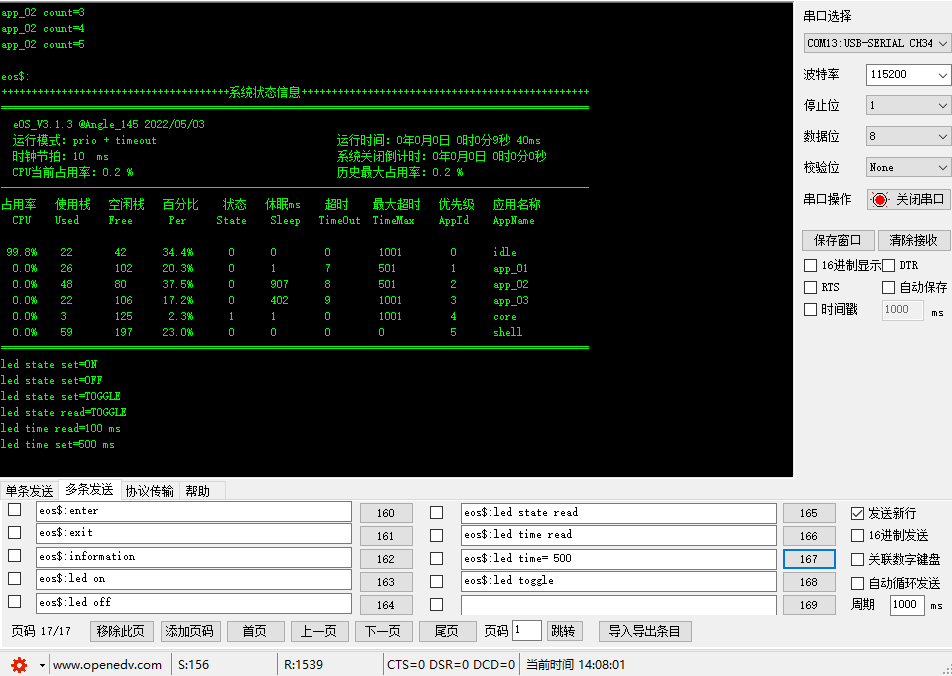 app_02 count=3
app_02 count=4
app_02 count=5
eos$:
++++++++++++++++++++++++++++++++++++++系统状态信息++++++++++++++++++++++++++++++++++++++++++++++++
eOS_V3.1.3 @Angle_145 2022/05/03
运行模式：prio + timeout 运行时间：0年0月0日 0时0分9秒 40ms
时钟节拍：10 ms 系统关闭倒计时：0年0月0日 0时0分0秒
CPU当前占用率：0.2 % 历史最大占用率：0.2 %
占用率 使用栈 空闲栈 百分比 状态 休眠ms 超时 最大超时 优先级 应用名称
CPU Used Free Per State Sleep TimeOut TimeMax AppId AppName
99.8% 22 42 34.4% 0 0 0 1001 0 idle
0.0% 26 102 20.3% 0 1 7 501 1 app_01
0.0% 48 80 37.5% 0 907 8 501 2 app_02
0.0% 22 106 17.2% 0 402 9 1001 3 app_03
0.0% 3 125 2.3% 1 1 0 1001 4 core
0.0% 59 197 23.0% 0 0 0 0 5 shell
led state set=ON
led state set=OFF
led state set=TOGGLE
led state read=TOGGLE
led time read=100 ms
led time set=500 ms
串口选择
COM13:USB-SERIAL CH34
波特率 115200
停止位 1
数据位 8
校验位 None
串口操作 关闭串口
保存窗口 清除接收
16进制显示 DTR
RTS 自动保存
时间戳 1000 ms
单条发送 多条发送 协议传输 帮助
eos$:enter 160 eos$:led state read 165 发送新行
eos$:exit 161 eos$:led time read 166 16进制发送
eos$:information 162 eos$:led time= 500 167 关联数字键盘
eos$:led on 163 eos$:led toggle 168 自动循环发送
eos$:led off 164 169 周期 1000 ms
页码 17/17 移除此页 添加页码 首页 上一页 下一页 尾页 页码 1 跳转 导入导出条目
www.openedv.com S:156 R:1539 CTS=0 DSR=0 DCD=0 当前时间 14:08:01